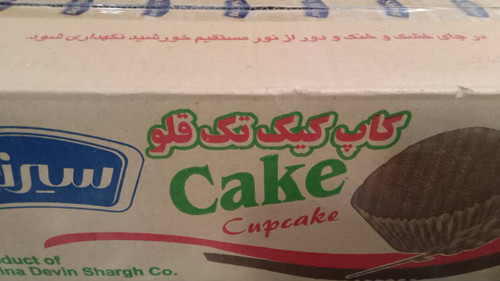 در جای خشک و خنک و دور از نور مستقیم خورشید نگهداری شود.
کاپ کیک تک قلو
Cake
Cupcake
of
Devin Shargh Co.